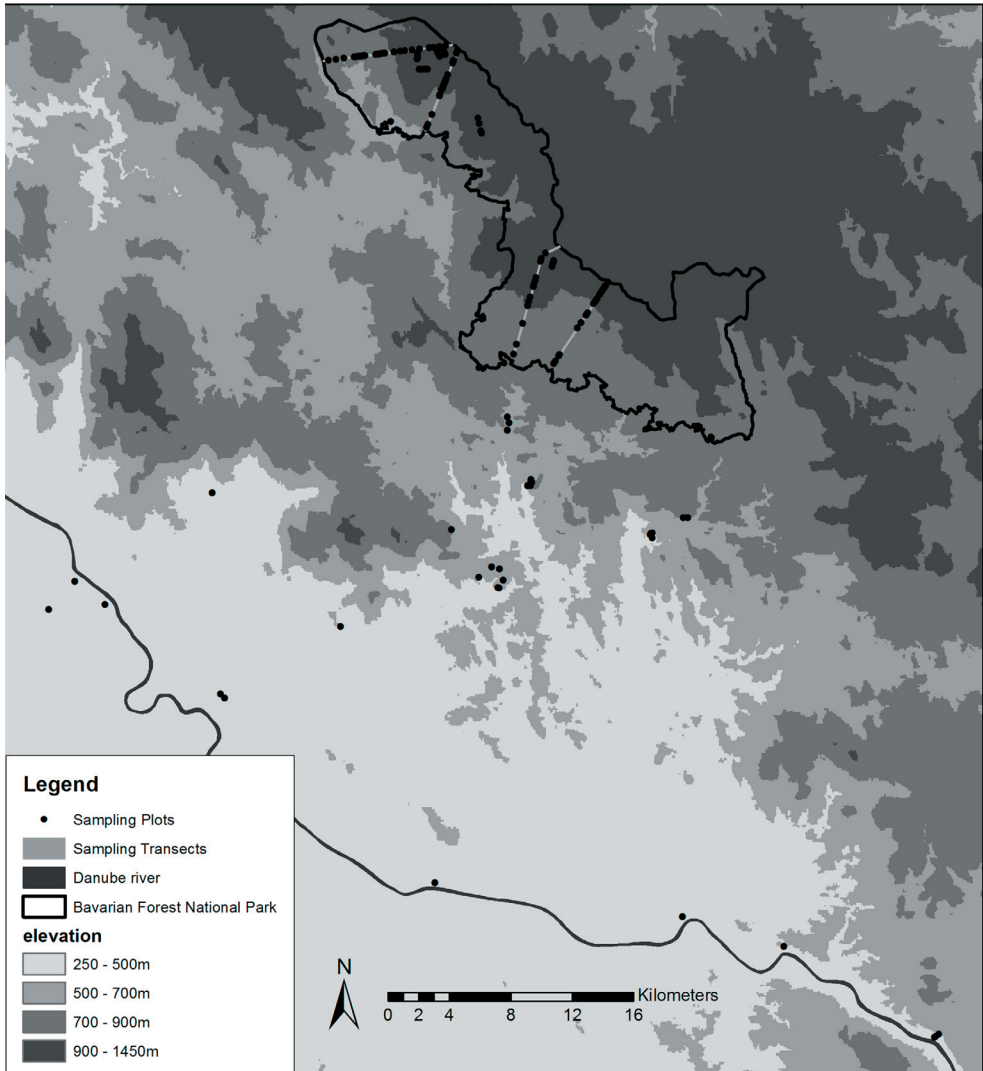 Legend
Sampling Plots
Sampling Transects
Danube river
Bavarian Forest National Park
elevation
250 - 500m
500 - 700m
700 - 900m
900 - 1450m
N
Kilometers
0 2 4 8 12 16